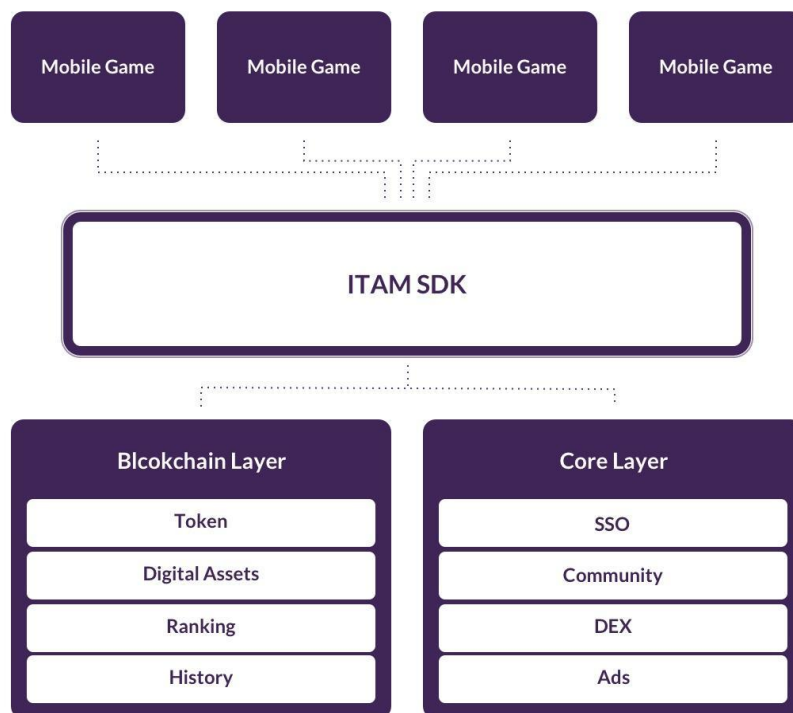 Mobile Game
Mobile Game
Mobile Game
Mobile Game
ITAM SDK
Blcokchain Layer
Token
Digital Assets
Ranking
History
Core Layer
SSO
Community
DEX
Ads